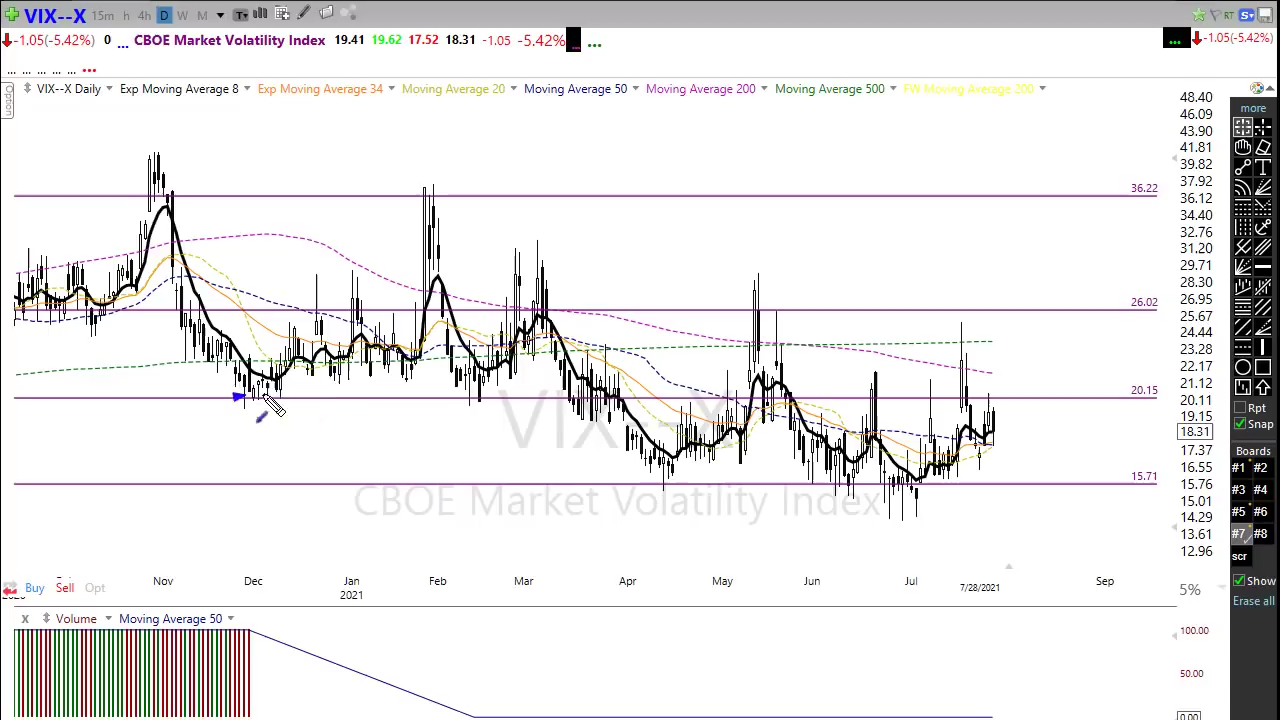 VIX--X 15m h 4h D W M T RT S
-1.05(-5.42%) 0 ... CBOE Market Volatility Index 19.41 19.62 17.52 18.31 -1.05 -5.42% ... ... -1.05(-5.42%)
... ... ... ... ... ...
Option
VIX--X Daily Exp Moving Average 8 Exp Moving Average 34 Moving Average 20 Moving Average 50 Moving Average 200 Moving Average 500 FW Moving Average 200
more
48.40
46.09
43.90
41.81
39.82
37.92
36.12
34.40
32.76
31.20
29.71
28.30
26.95
25.67
24.44
23.28
22.17
21.12
20.11
19.15
18.31
17.37
16.55
15.76
15.01
14.29
13.61
12.96
36.22
26.02
20.15
15.71
VIX--X
CBOE Market Volatility Index
Rpt
Snap
Boards
#1 #2
#3 #4
#5 #6
#7 #8
scr
Show
Erase all
Nov Dec Jan Feb Mar Apr May Jun Jul Sep
2021 7/28/2021
Buy Sell Opt 5%
x Volume Moving Average 50
100.00
50.00
0.00